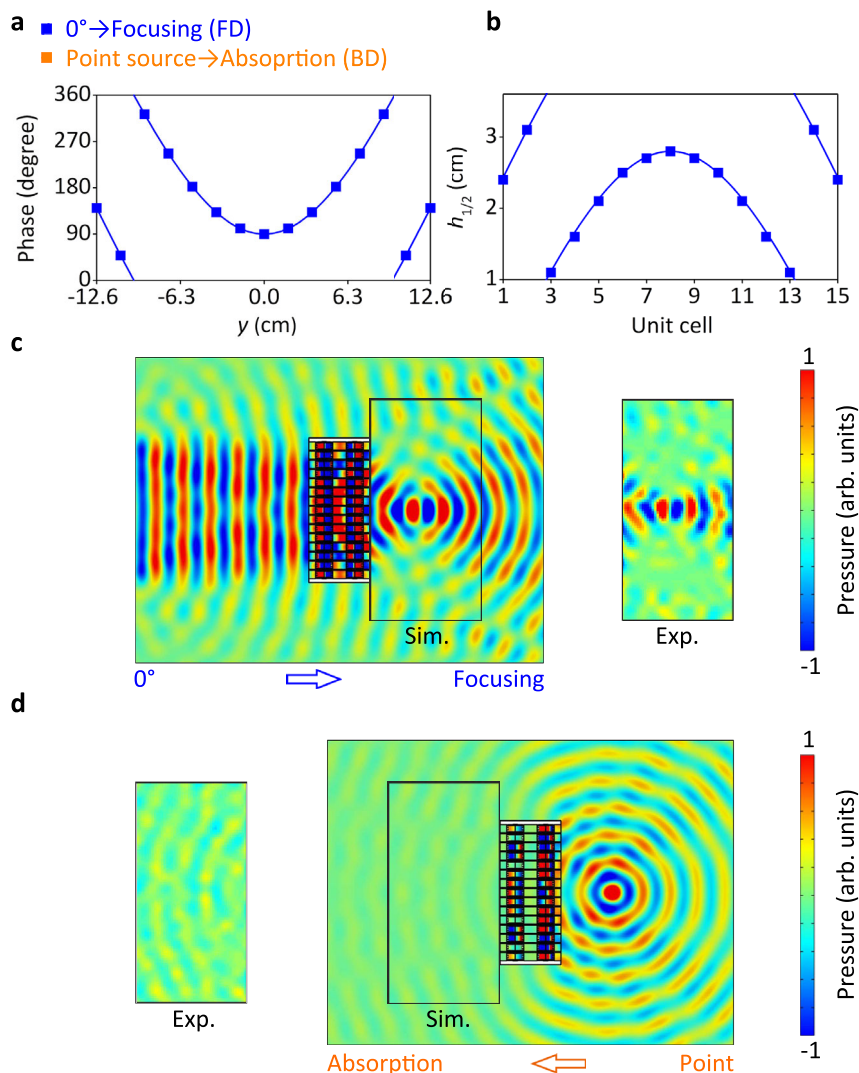 a
0°→Focusing (FD)
Point source→Absoprtion (BD)
Phase (degree)
360
270
180
90
0
-12.6 -6.3 0.0 6.3 12.6
y (cm)
b
h1/2 (cm)
3
2
1
1 3 5 7 9 11 13 15
Unit cell
c
Sim.
Exp.
0° Focusing
1
-1
Pressure (arb. units)
d
Exp.
Sim.
Absorption Point
1
-1
Pressure (arb. units)